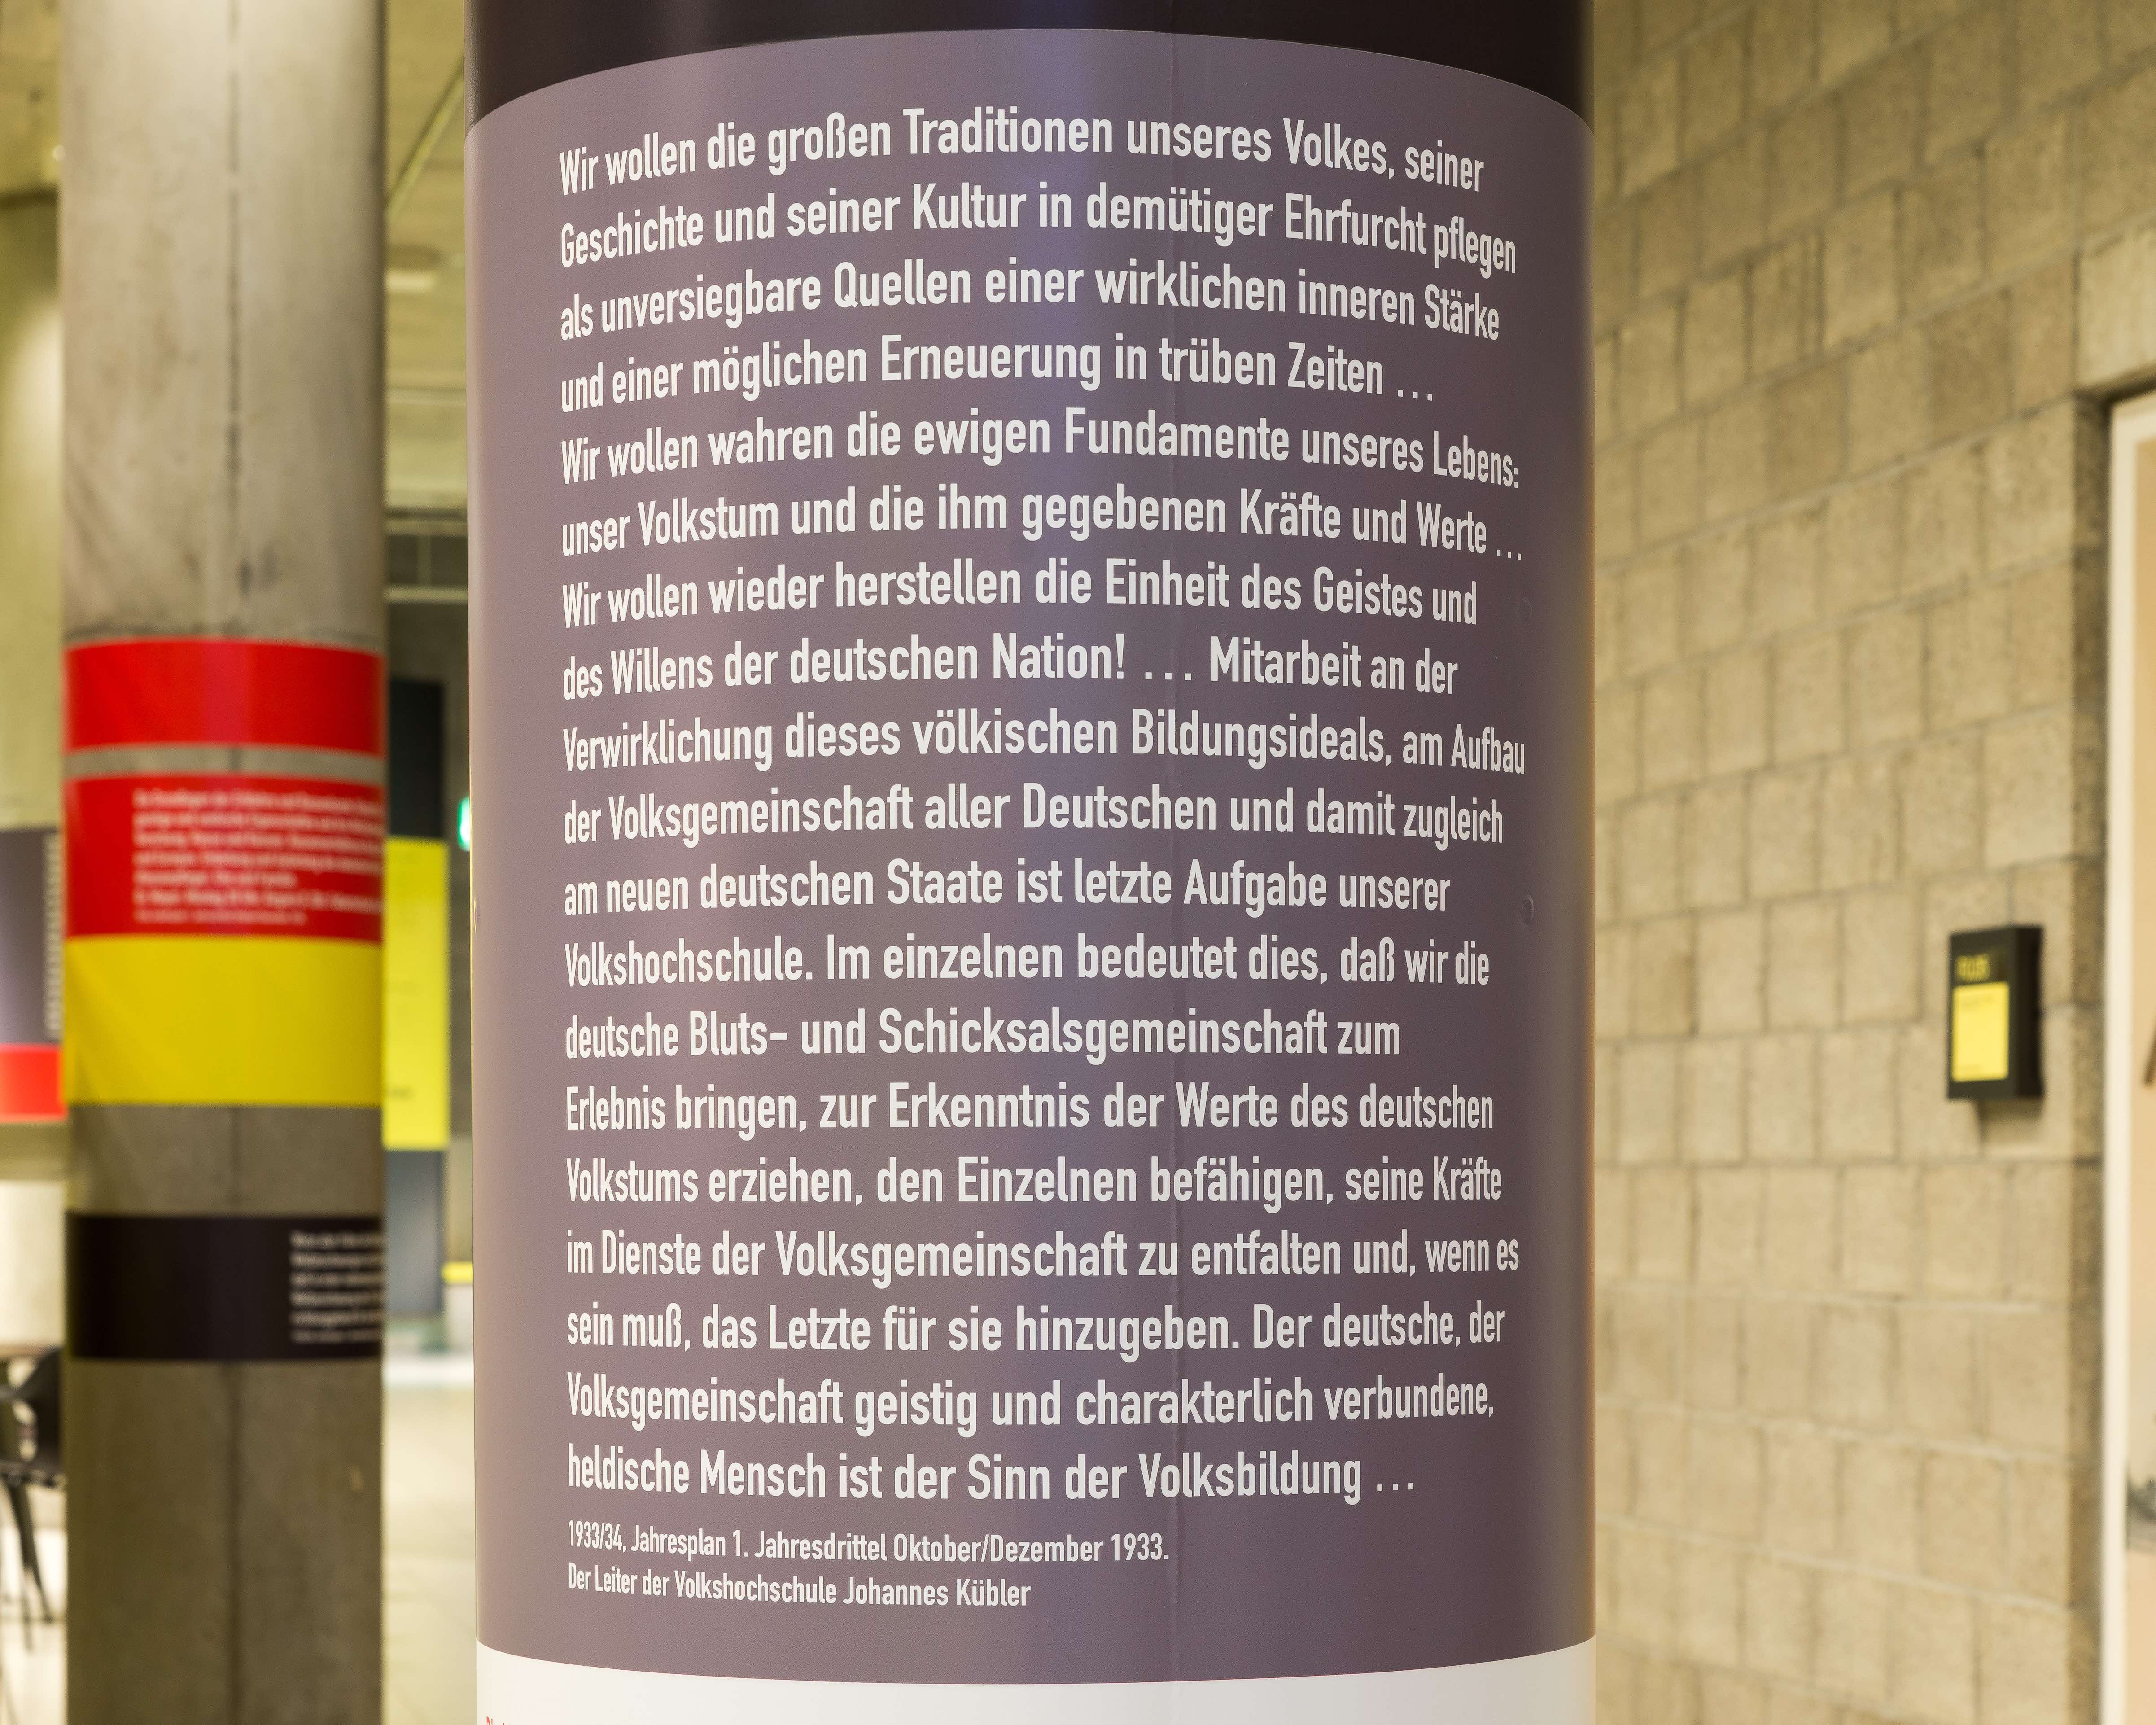 Wir wollen die großen Traditionen unseres Volkes, seiner
Geschichte und seiner Kultur in demütiger Ehrfurcht pflegen
als unversiegbare Quellen einer wirklichen inneren Stärke
und einer möglichen Erneuerung in trüben Zeiten ...
Wir wollen wahren die ewigen Fundamente unseres Lebens:
unser Volkstum und die ihm gegebenen Kräfte und Werte ...
Wir wollen wieder herstellen die Einheit des Geistes und
des Willens der deutschen Nation! ... Mitarbeit an der
Verwirklichung dieses völkischen Bildungsideals, am Aufbau
der Volksgemeinschaft aller Deutschen und damit zugleich
am neuen deutschen Staate ist letzte Aufgabe unserer
Volkshochschule. Im einzelnen bedeutet dies, daß wir die
deutsche Bluts- und Schicksalsgemeinschaft zum
Erlebnis bringen, zur Erkenntnis der Werte des deutschen
Volkstums erziehen, den Einzelnen befähigen, seine Kräfte
im Dienste der Volksgemeinschaft zu entfalten und, wenn es
sein muß, das Letzte für sie hinzugeben. Der deutsche, der
Volksgemeinschaft geistig und charakterlich verbundene,
heldische Mensch ist der Sinn der Volksbildung ...
1933/34, Jahresplan 1. Jahresdrittel Oktober/Dezember 1933.
Der Leiter der Volkshochschule Johannes Kübler